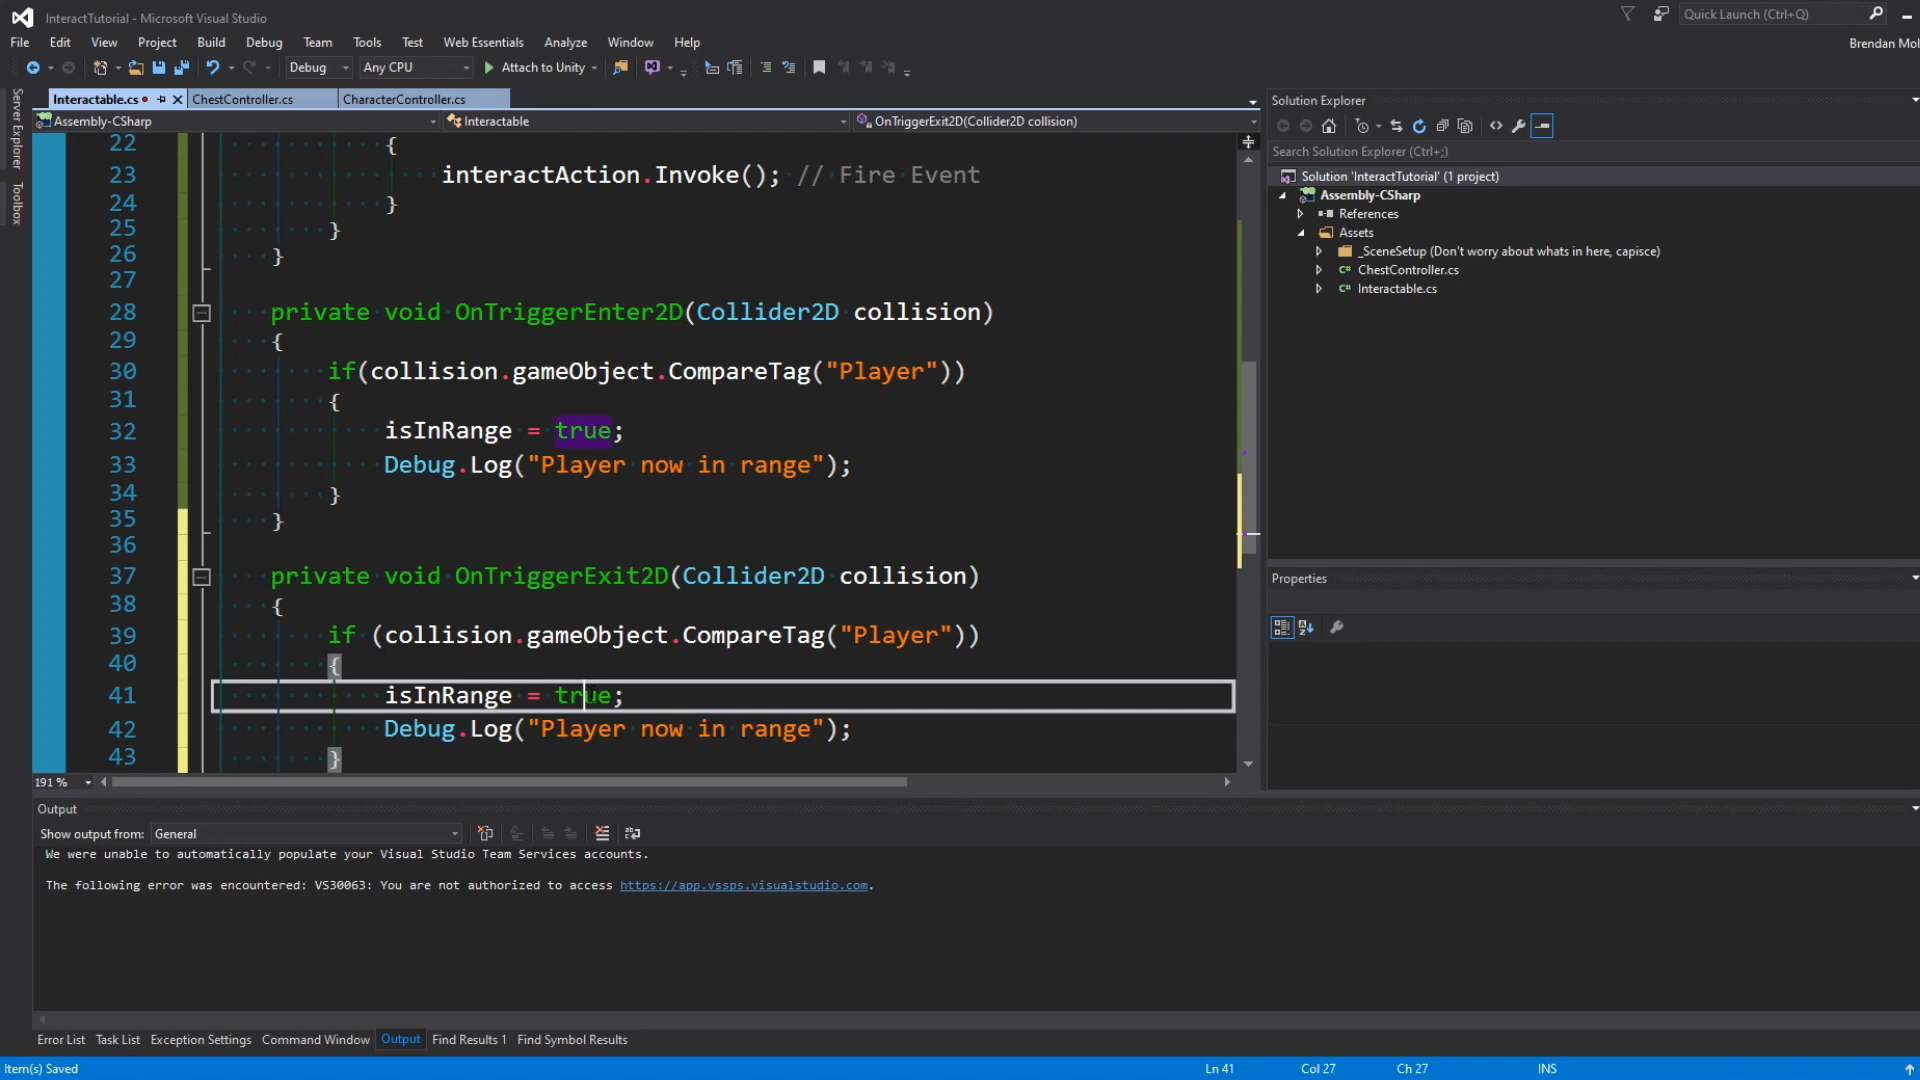 InteractTutorial - Microsoft Visual Studio
Quick Launch (Ctrl+Q)
File Edit View Project Build Debug Team Tools Test Web Essentials Analyze Window Help
Brendan Mol
Debug Any CPU Attach to Unity
Server Explorer
Toolbox
Interactable.cs ChestController.cs CharacterController.cs
Assembly-CSharp Interactable OnTriggerExit2D(Collider2D collision)
22 {
23 interactAction.Invoke(); // Fire Event
24 }
25 }
26 }
27
28 private void OnTriggerEnter2D(Collider2D collision)
29 {
30 if(collision.gameObject.CompareTag("Player"))
31 {
32 isInRange = true;
33 Debug.Log("Player now in range");
34 }
35 }
36
37 private void OnTriggerExit2D(Collider2D collision)
38 {
39 if (collision.gameObject.CompareTag("Player"))
40 {
41 isInRange = true;
42 Debug.Log("Player now in range");
43 }
191 %
Solution Explorer
Search Solution Explorer (Ctrl+;)
Solution 'InteractTutorial' (1 project)
Assembly-CSharp
References
Assets
_SceneSetup (Don't worry about whats in here, capisce)
C# ChestController.cs
C# Interactable.cs
Properties
Output
Show output from: General
We were unable to automatically populate your Visual Studio Team Services accounts.
The following error was encountered: VS30063: You are not authorized to access https://app.vssps.visualstudio.com.
Error List Task List Exception Settings Command Window Output Find Results 1 Find Symbol Results
Item(s) Saved Ln 41 Col 27 Ch 27 INS